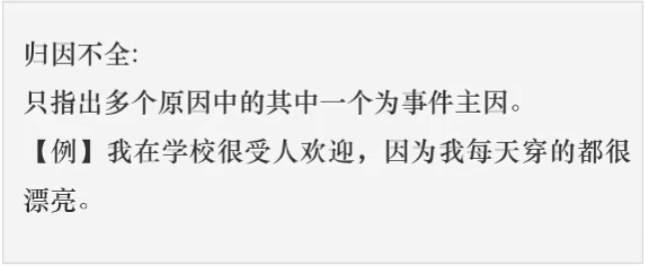 归因不全:
只指出多个原因中的其中一个为事件主因。
【例】我在学校很受人欢迎，因为我每天穿的都很
漂亮。